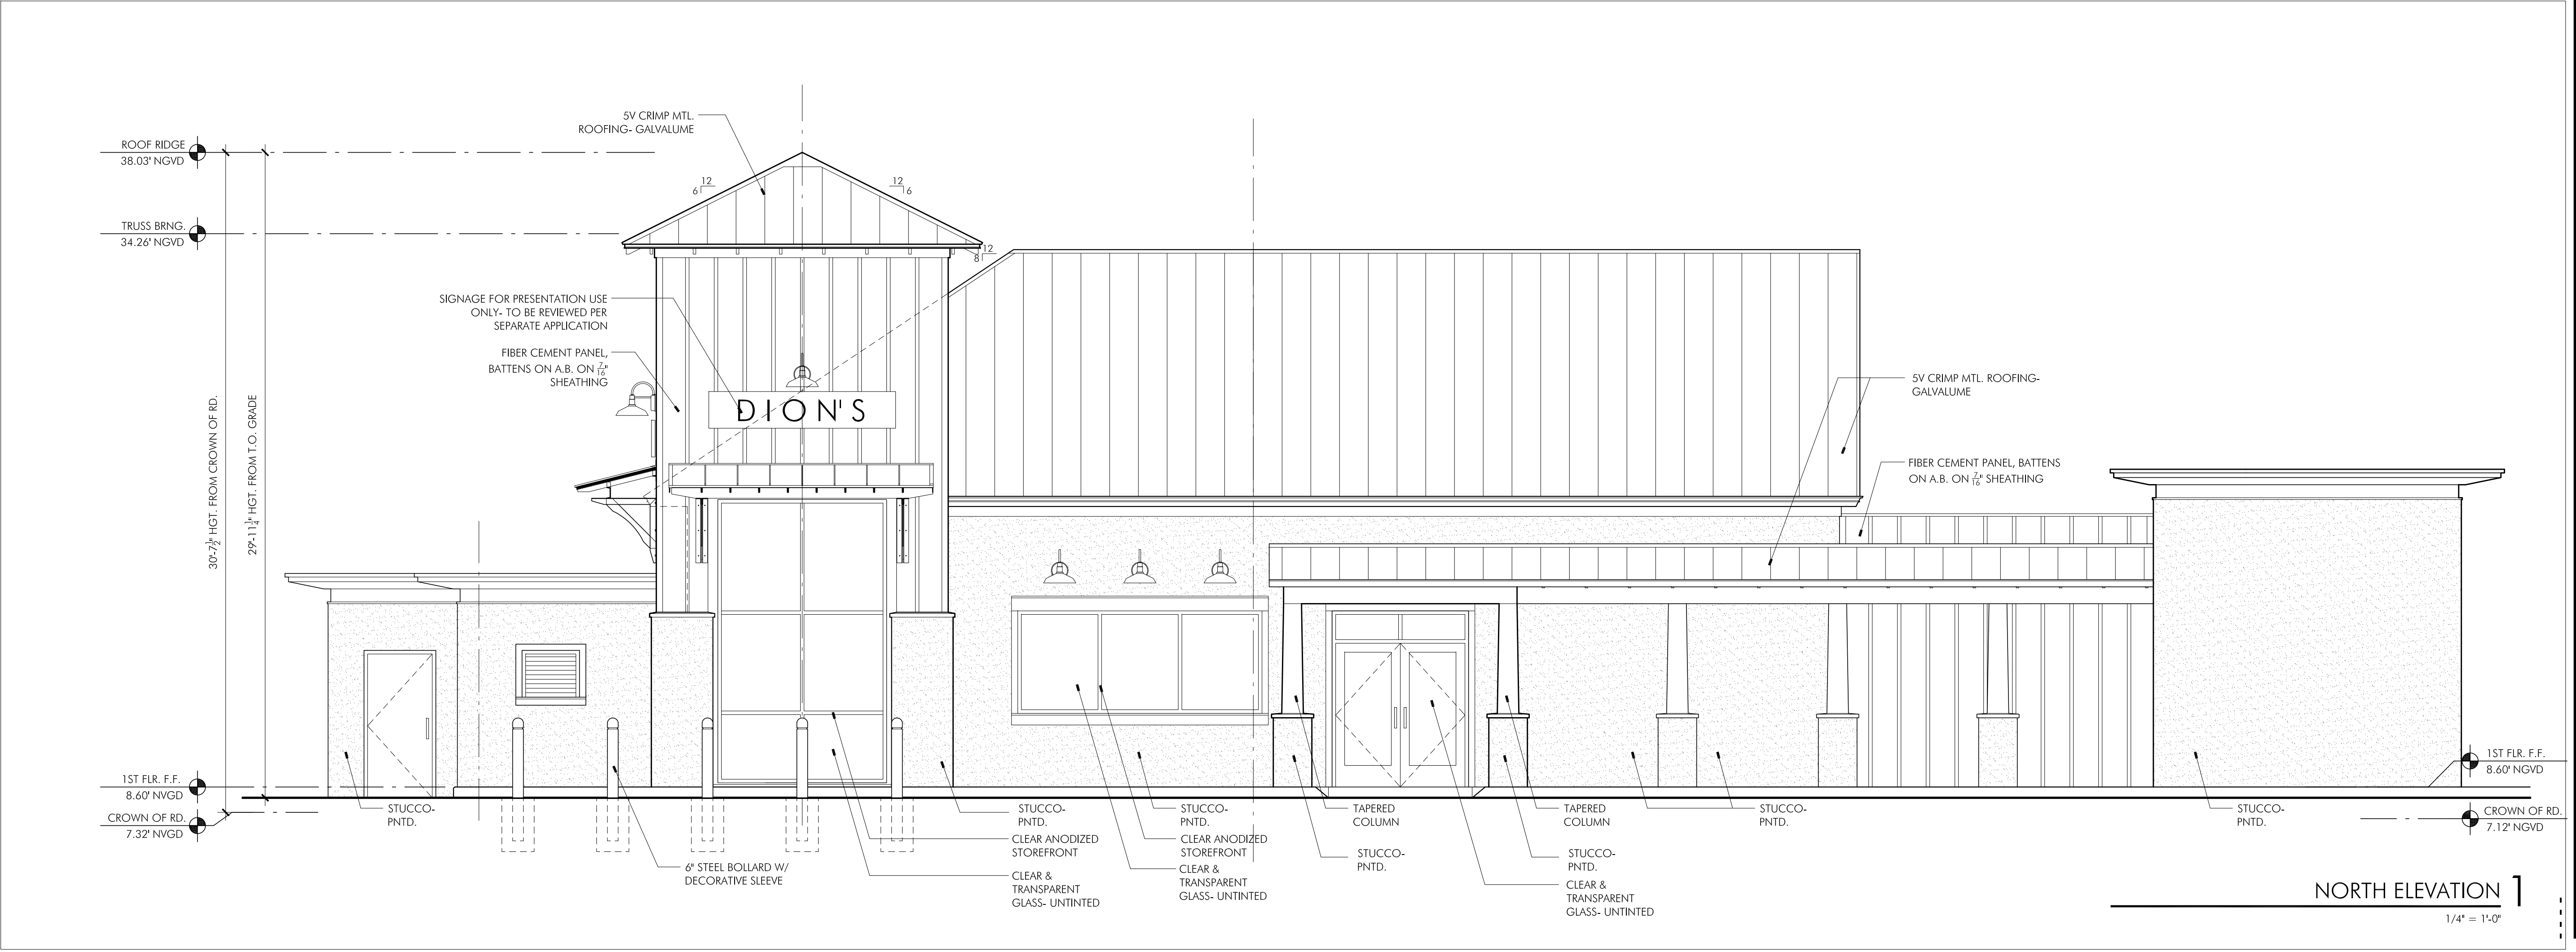 5V CRIMP MTL.
ROOFING- GALVALUME
ROOF RIDGE
38.03' NGVD
12
6
12
6
TRUSS BRNG.
34.26' NGVD
12
8
SIGNAGE FOR PRESENTATION USE
ONLY- TO BE REVIEWED PER
SEPARATE APPLICATION
FIBER CEMENT PANEL,
BATTENS ON A.B. ON 7/16"
SHEATHING
DION'S
30'-7 1/2" HGT. FROM CROWN OF RD.
29'-11 1/4" HGT. FROM T.O. GRADE
5V CRIMP MTL. ROOFING-
GALVALUME
FIBER CEMENT PANEL, BATTENS
ON A.B. ON 7/16" SHEATHING
1ST FLR. F.F.
8.60' NVGD
CROWN OF RD.
7.32' NVGD
1ST FLR. F.F.
8.60' NGVD
CROWN OF RD.
7.12' NGVD
STUCCO-
PNTD.
6" STEEL BOLLARD W/
DECORATIVE SLEEVE
STUCCO-
PNTD.
CLEAR ANODIZED
STOREFRONT
CLEAR &
TRANSPARENT
GLASS- UNTINTED
STUCCO-
PNTD.
CLEAR ANODIZED
STOREFRONT
CLEAR &
TRANSPARENT
GLASS- UNTINTED
TAPERED
COLUMN
STUCCO-
PNTD.
TAPERED
COLUMN
STUCCO-
PNTD.
CLEAR &
TRANSPARENT
GLASS- UNTINTED
STUCCO-
PNTD.
STUCCO-
PNTD.
NORTH ELEVATION 1
1/4" = 1'-0"